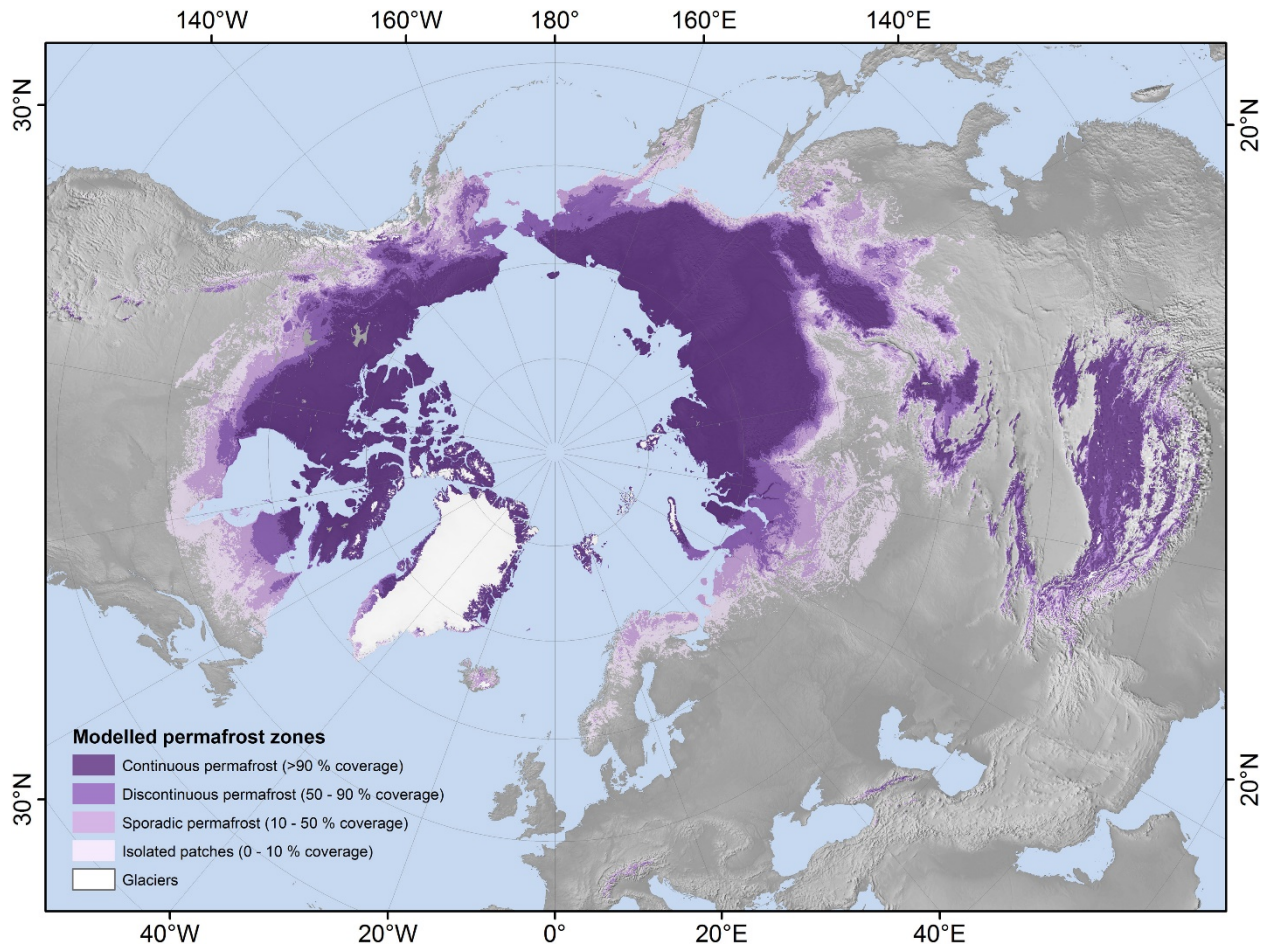 140°W 160°W 180° 160°E 140°E
30°N
20°N
Modelled permafrost zones
Continuous permafrost (>90 % coverage)
Discontinuous permafrost (50 - 90 % coverage)
Sporadic permafrost (10 - 50 % coverage)
Isolated patches (0 - 10 % coverage)
Glaciers
30°N
20°N
40°W 20°W 0° 20°E 40°E